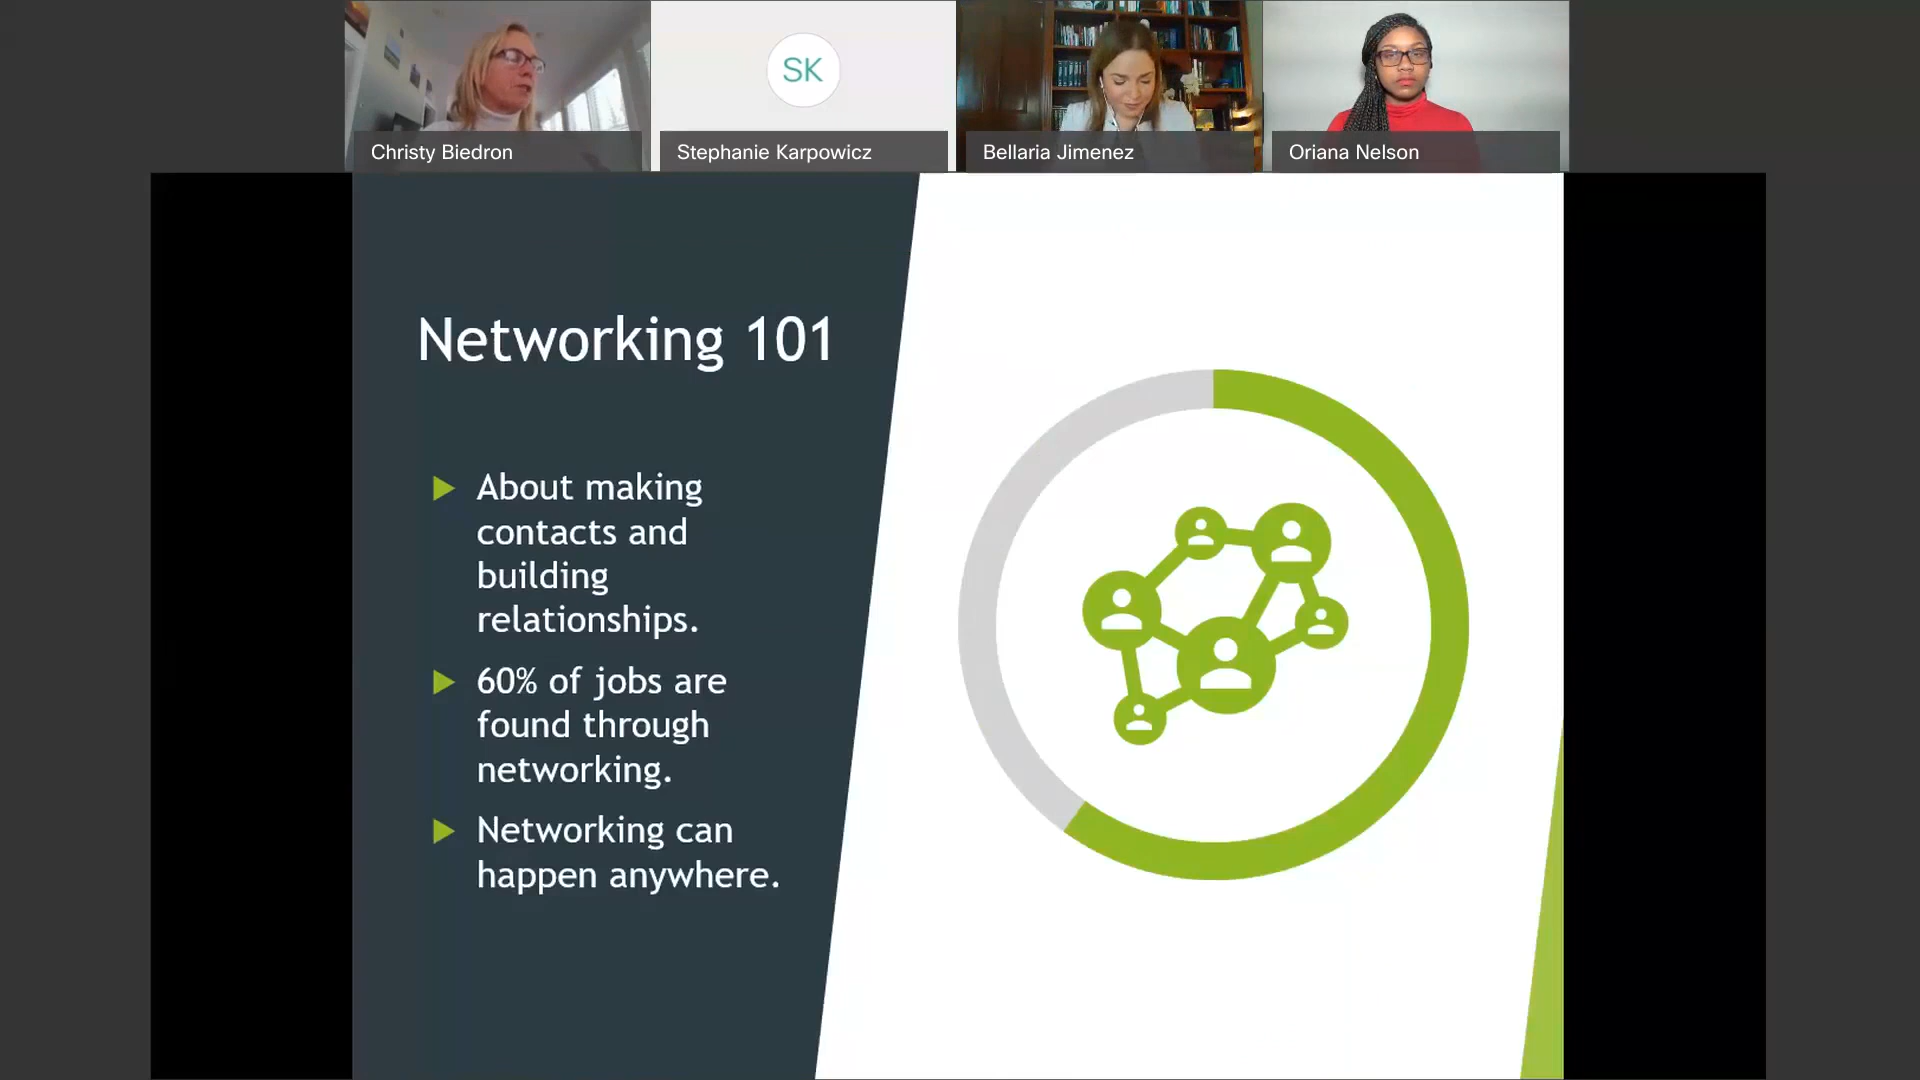 SK
Christy Biedron
Stephanie Karpowicz
Bellaria Jimenez
Oriana Nelson
Networking 101
About making
contacts and
building
relationships.
60% of jobs are
found through
networking.
Networking can
happen anywhere.